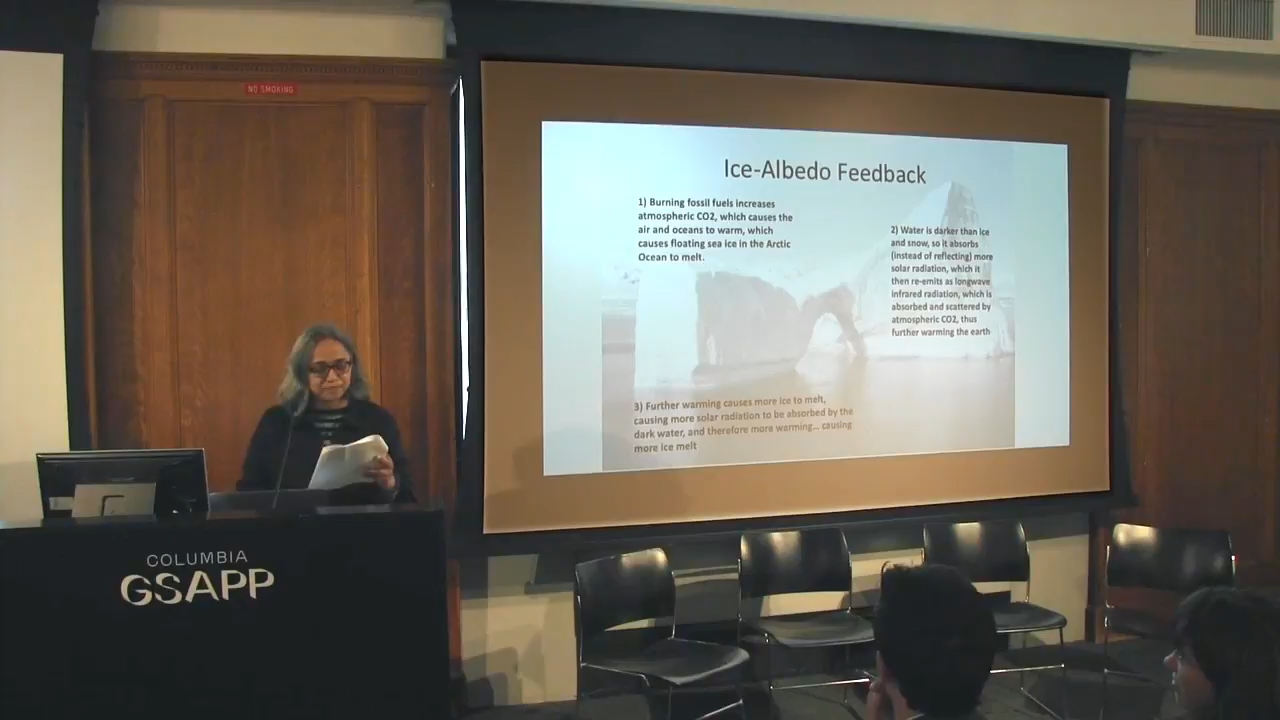 NO SMOKING
Ice-Albedo Feedback
1) Burning fossil fuels increases
atmospheric CO2, which causes the
air and oceans to warm, which
causes floating sea ice in the Arctic
Ocean to melt.
2) Water is darker than ice
and snow, so it absorbs
(instead of reflecting) more
solar radiation, which it
then re-emits as longwave
infrared radiation, which is
absorbed and scattered by
atmospheric CO2, thus
further warming the earth
3) Further warming causes more ice to melt,
causing more solar radiation to be absorbed by the
dark water, and therefore more warming... causing
more ice melt
COLUMBIA
GSAPP